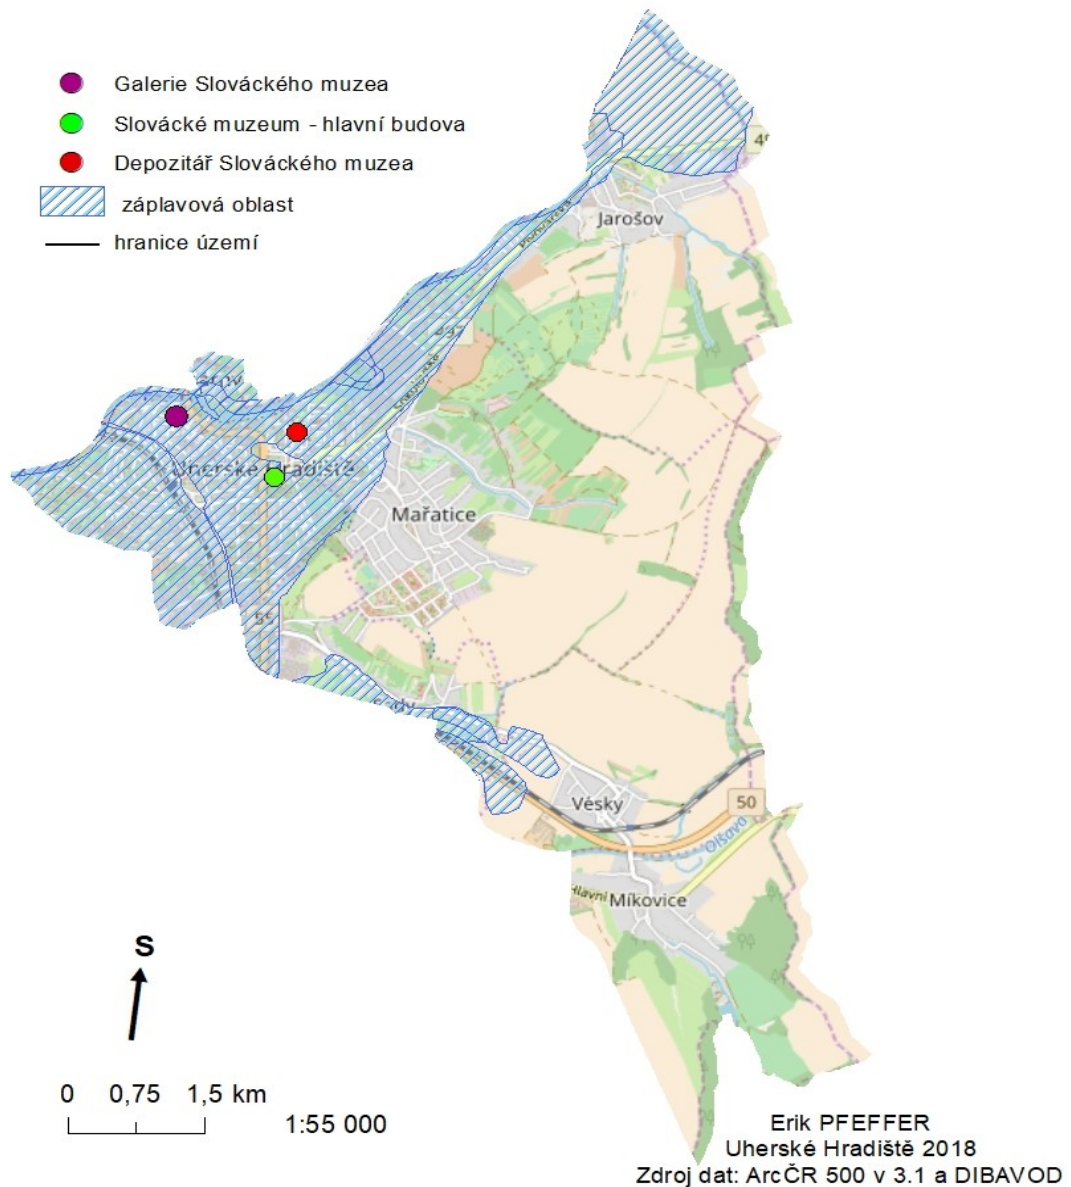 Galerie Slováckého muzea
Slovácké muzeum - hlavní budova
Depozitář Slováckého muzea
záplavová oblast
hranice území
Jarošov
Uherské Hradiště
Mařatice
55
Vésky
50
Olšava
Hlavní
Míkovice
S
0 0,75 1,5 km
1:55 000
Erik PFEFFER
Uherské Hradiště 2018
Zdroj dat: ArcČR 500 v 3.1 a DIBAVOD